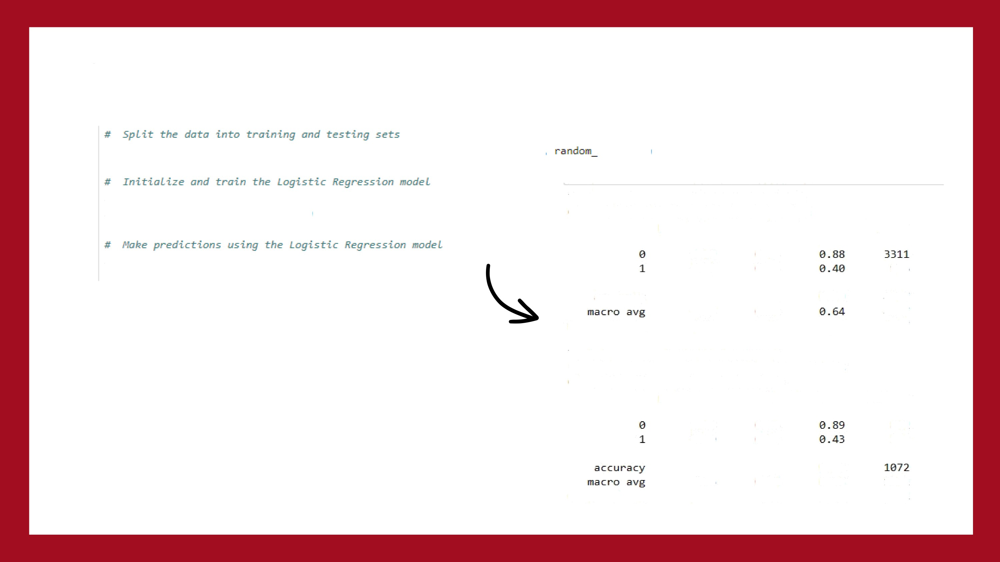 # Split the data into training and testing sets
random_
# Initialize and train the Logistic Regression model
# Make predictions using the Logistic Regression model
0 0.88 3311
1 0.40
macro avg 0.64
0 0.89
1 0.43
accuracy 1072
macro avg